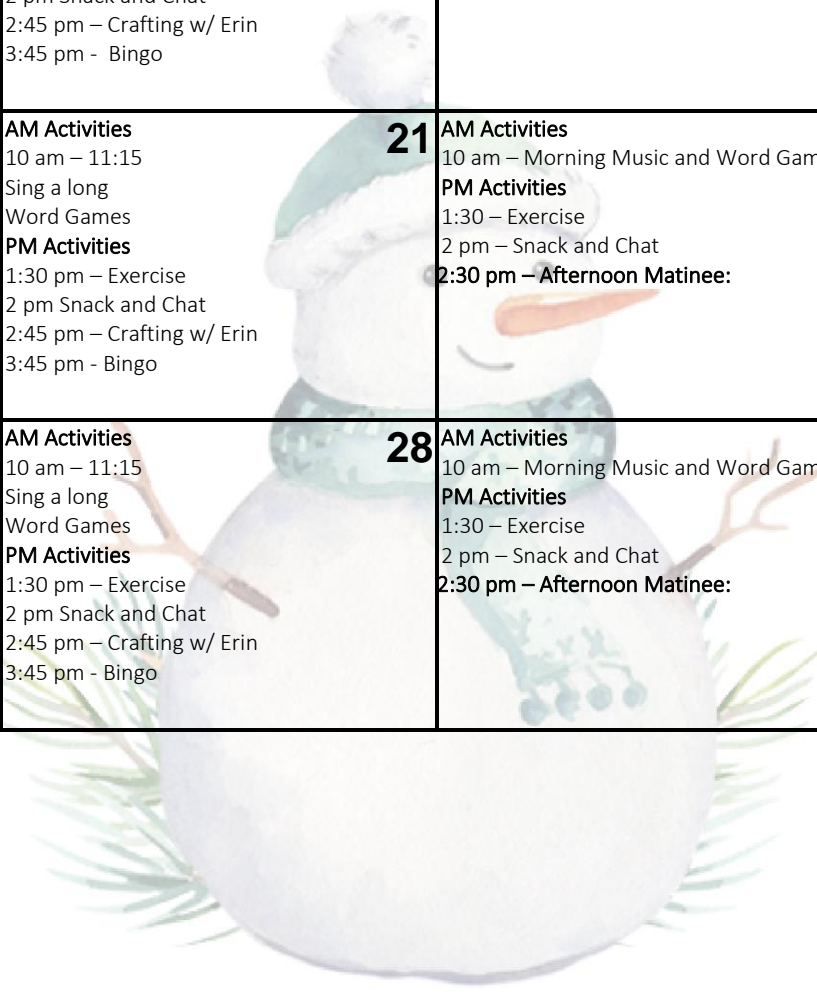 2 pm Snack and Chat
2:45 pm – Crafting w/ Erin
3:45 pm -  Bingo
21
AM Activities
10 am – 11:15
Sing a long
Word Games
PM Activities
1:30 pm – Exercise
2 pm Snack and Chat
2:45 pm – Crafting w/ Erin
3:45 pm - Bingo
AM Activities
10 am – Morning Music and Word Gam
PM Activities
1:30 – Exercise
2 pm – Snack and Chat
2:30 pm – Afternoon Matinee:
28
AM Activities
10 am – 11:15
Sing a long
Word Games
PM Activities
1:30 pm – Exercise
2 pm Snack and Chat
2:45 pm – Crafting w/ Erin
3:45 pm - Bingo
AM Activities
10 am – Morning Music and Word Gam
PM Activities
1:30 – Exercise
2 pm – Snack and Chat
2:30 pm – Afternoon Matinee: